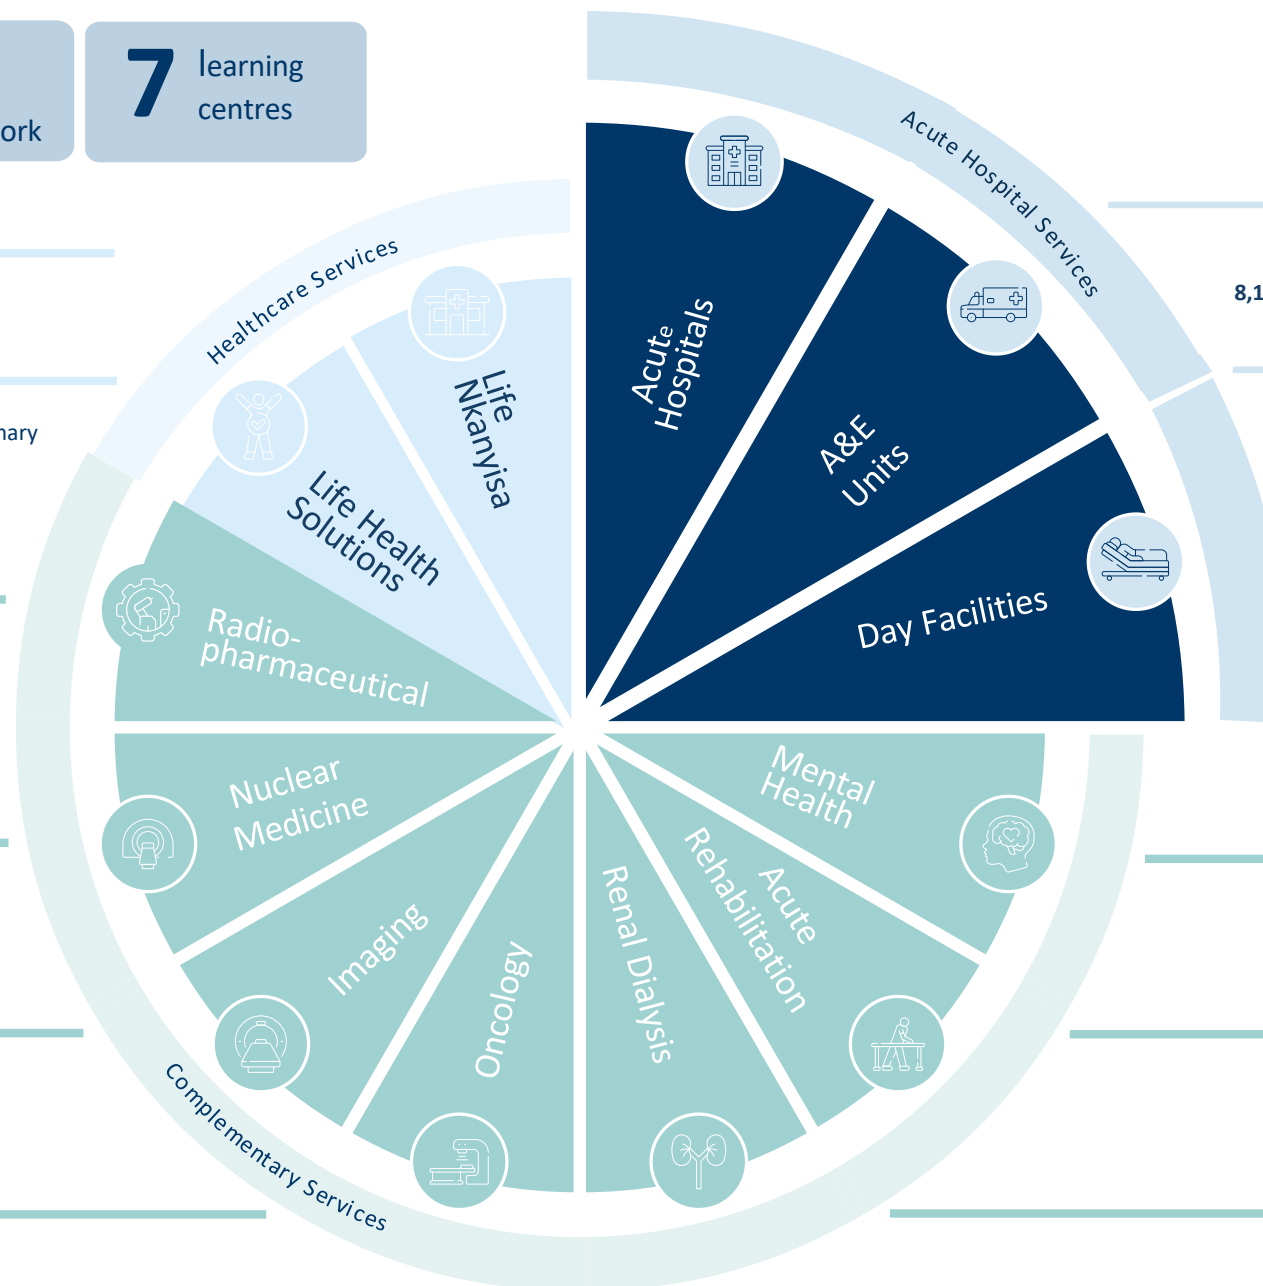 ork
7 learning
centres
Acute Hospital Services
Healthcare Services
8,1
nary
Acute
Hospitals
A&E
Units
Day Facilities
Life
Nkanyisa
Life Health
Solutions
Radio-
pharmaceutical
Nuclear
Medicine
Imaging
Oncology
Renal Dialysis
Acute
Rehabilitation
Mental
Health
Complementary Services